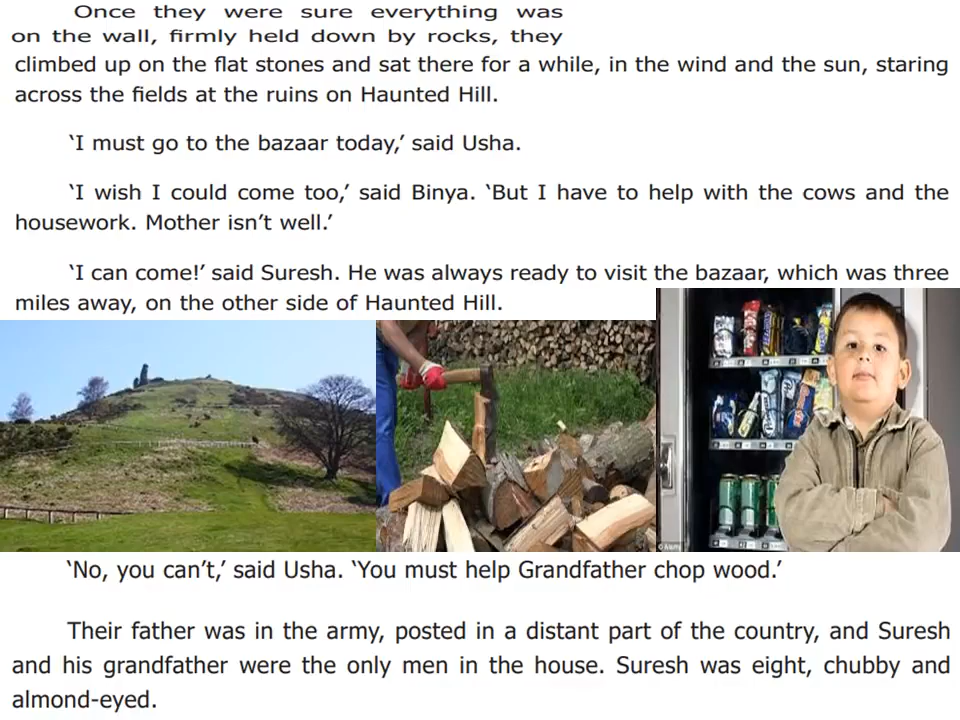 Once they were sure everything was
on the wall, firmly held down by rocks, they
climbed up on the flat stones and sat there for a while, in the wind and the sun, staring
across the fields at the ruins on Haunted Hill.
‘I must go to the bazaar today,’ said Usha.
‘I wish I could come too,’ said Binya. ‘But I have to help with the cows and the
housework. Mother isn’t well.’
‘I can come!’ said Suresh. He was always ready to visit the bazaar, which was three
miles away, on the other side of Haunted Hill.
‘No, you can’t,’ said Usha. ‘You must help Grandfather chop wood.’
Their father was in the army, posted in a distant part of the country, and Suresh
and his grandfather were the only men in the house. Suresh was eight, chubby and
almond-eyed.